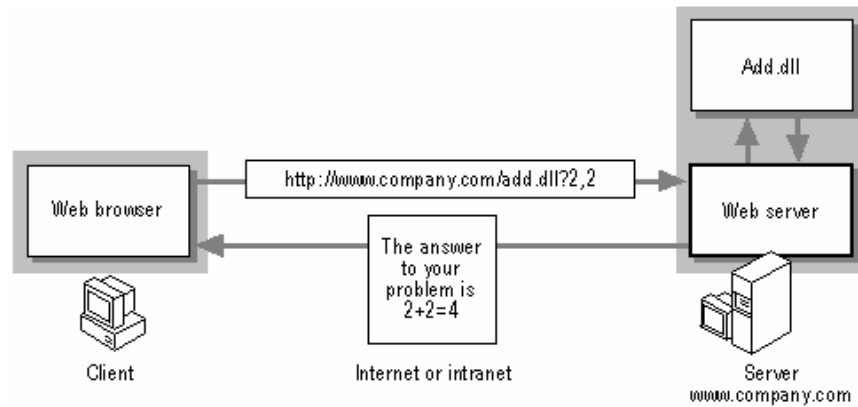 Add.dll
http://www.company.com/add.dll?2,2
Web browser
Web server
The answer
to your
problem is
2+2=4
Client
Internet or intranet
Server
www.company.com